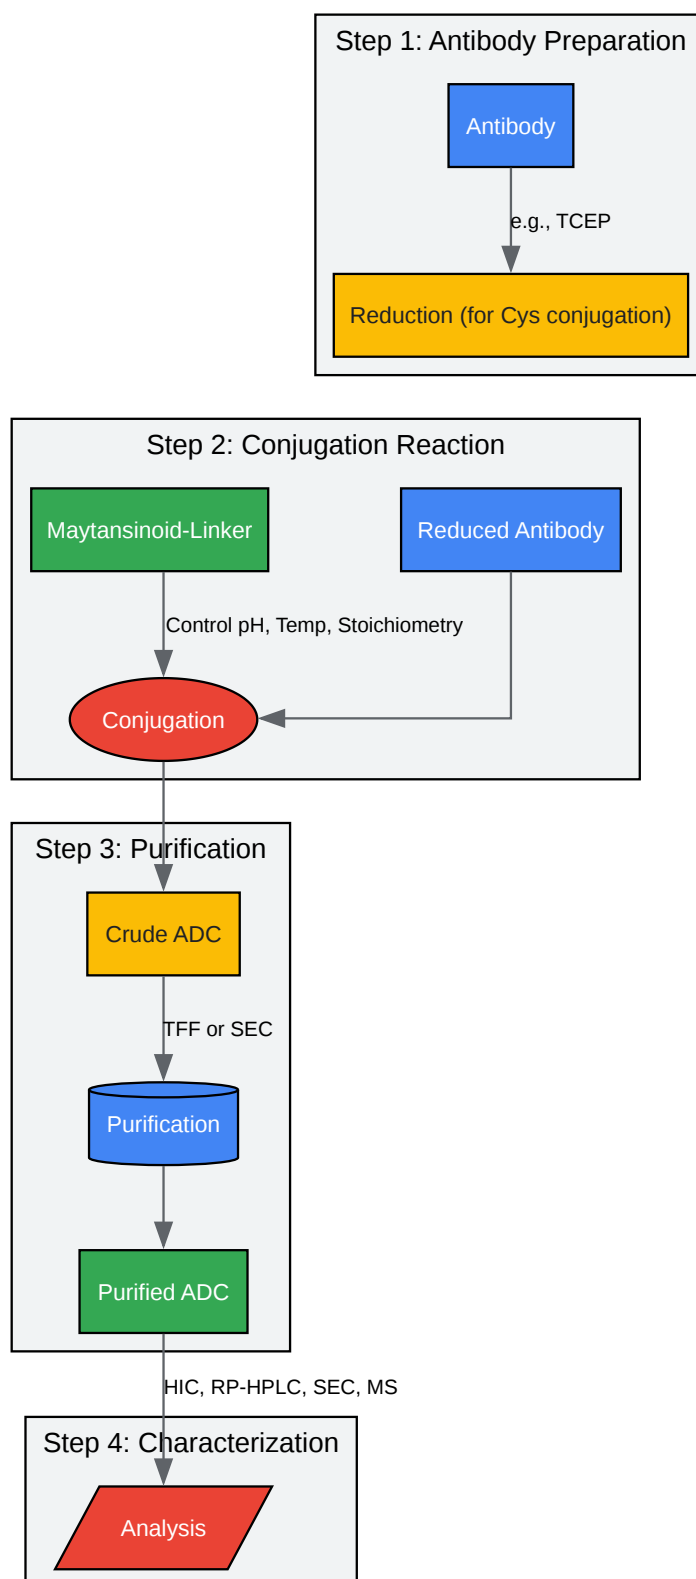 Step 1: Antibody Preparation
Antibody
e.g., TCEP
Reduction (for Cys conjugation)
Step 2: Conjugation Reaction
Maytansinoid-Linker
Reduced Antibody
Control pH, Temp, Stoichiometry
Conjugation
Step 3: Purification
Crude ADC
TFF or SEC
Purification
Purified ADC
HIC, RP-HPLC, SEC, MS
Step 4: Characterization
Analysis